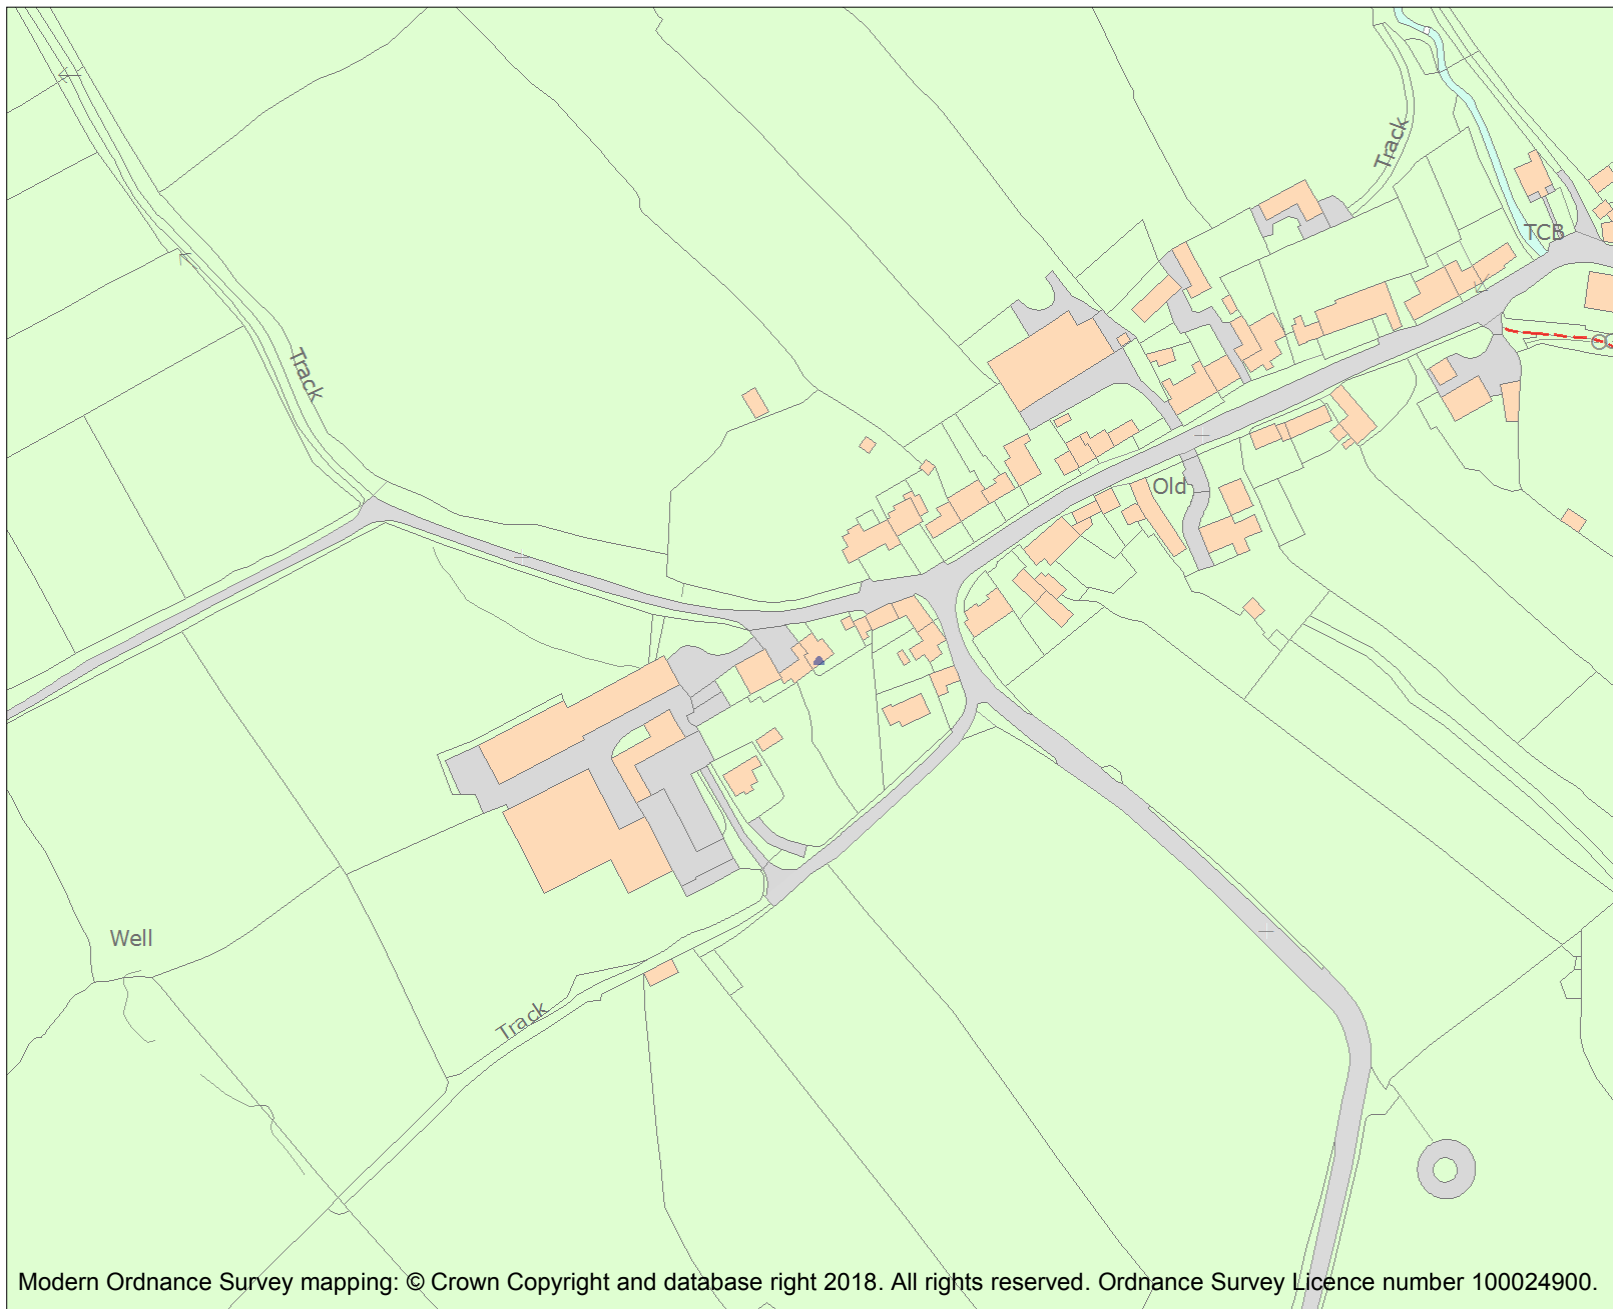 Track
TCB
Track
Old
Well
Track
Modern Ordnance Survey mapping: © Crown Copyright and database right 2018. All rights reserved. Ordnance Survey Licence number 100024900.